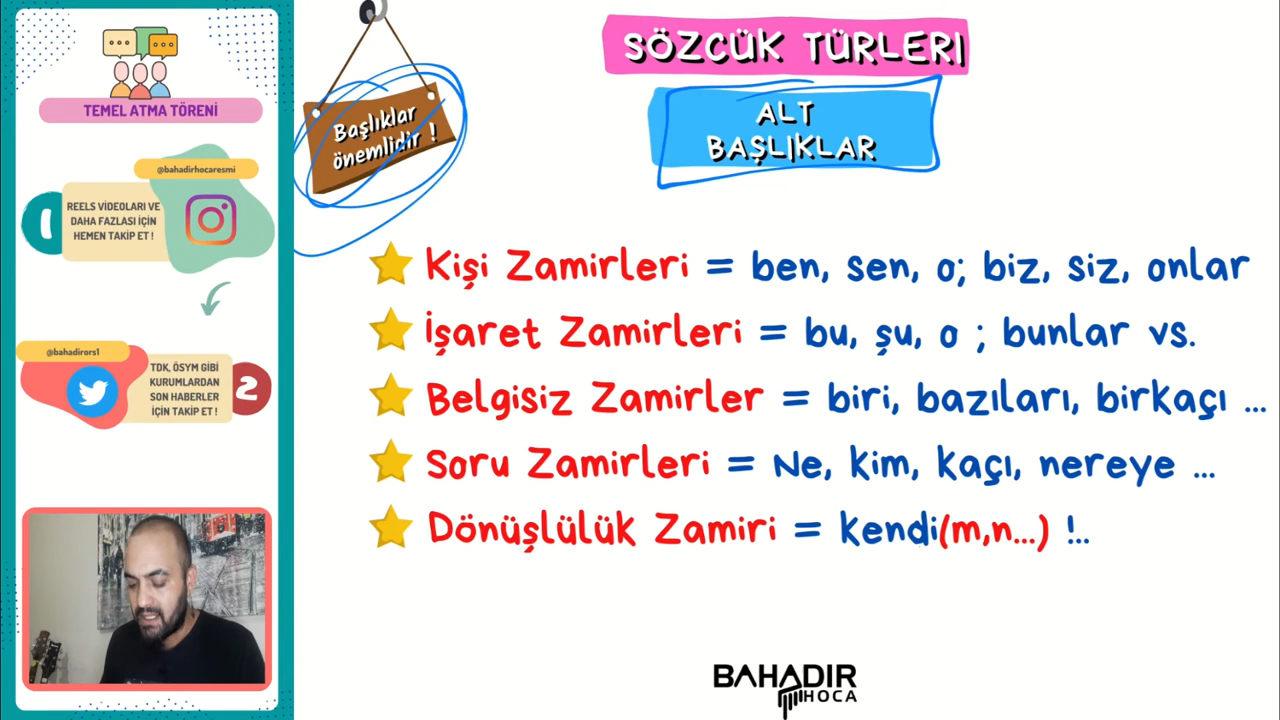 TEMEL ATMA TÖRENİ
@bahadirhocaresmi
1
REELS VİDEOLARI VE
DAHA FAZLASI İÇİN
HEMEN TAKİP ET !
@bahadirors1
TDK, ÖSYM GİBİ
KURUMLARDAN
SON HABERLER
İÇİN TAKİP ET !
2
Başlıklar
önemlidir !
SÖZCÜK TÜRLERI
ALT
BAŞLIKLAR
Kişi Zamirleri = ben, sen, o; biz, siz, onlar
İşaret Zamirleri = bu, şu, o ; bunlar vs.
Belgisiz Zamirler = biri, bazıları, birkaçı ...
Soru Zamirleri = Ne, kim, kaçı, nereye ...
Dönüşlülük Zamiri = kendi(m,n...) !..
BAHADIR
HOCA